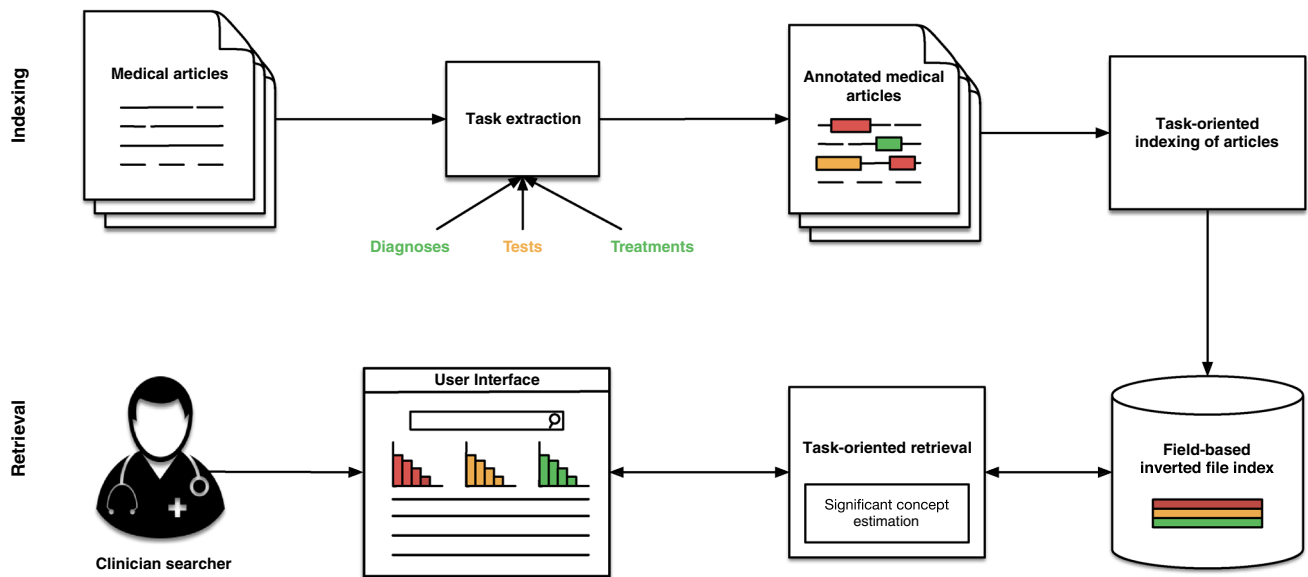 Indexing
Medical articles
Task extraction
Diagnoses
Tests
Treatments
Annotated medical
articles
Task-oriented
indexing of articles
Retrieval
Clinician searcher
User Interface
Task-oriented retrieval
Significant concept
estimation
Field-based
inverted file index